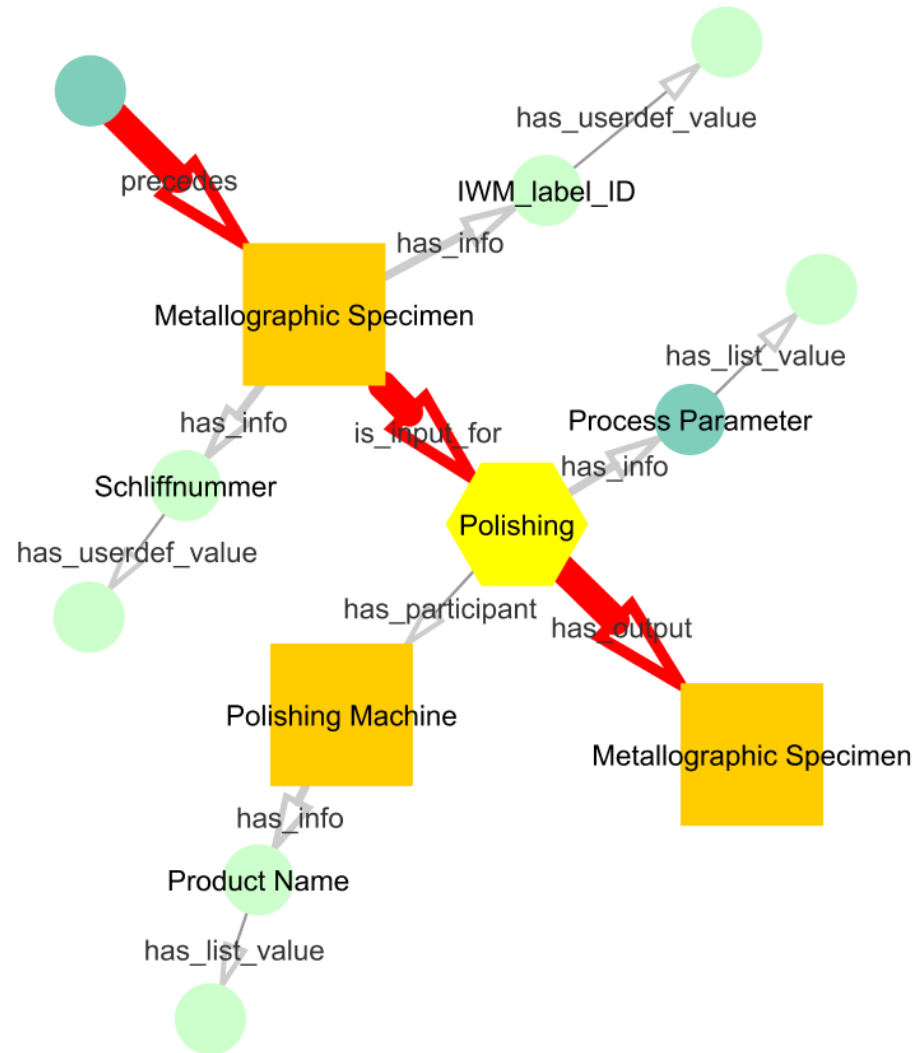 has_userdef_value
precedes
IWM_label_ID
has_info
Metallographic Specimen
has_list_value
has_info
Process Parameter
is_input_for
has_info
Schliffnummer
Polishing
has_userdef_value
has_participant
has_output
Polishing Machine
Metallographic Specimen
has_info
Product Name
has_list_value